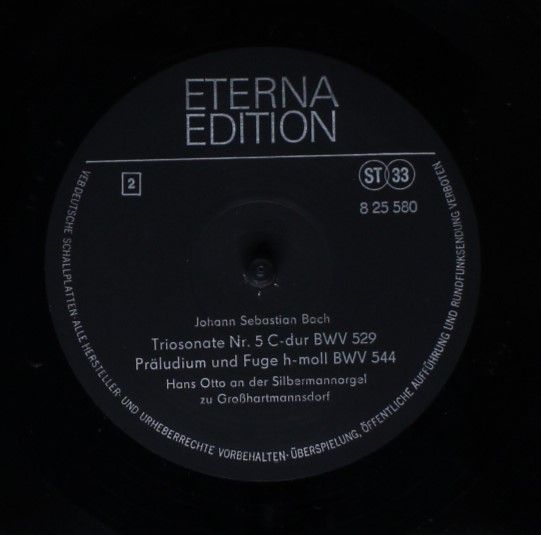 ETERNA
EDITION
2
ST 33
8 25 580
Johann Sebastian Bach
Triosonate Nr. 5 C-dur BWV 529
Präludium und Fuge h-moll BWV 544
Hans Otto an der Silbermannorgel
zu Großhartmannsdorf
VEB DEUTSCHE SCHALLPLATTEN · ALLE HERSTELLER- UND URHEBERRECHTE VORBEHALTEN · ÜBERSPIELUNG, ÖFFENTLICHE AUFFÜHRUNG UND RUNDFUNKSENDUNG VERBOTEN